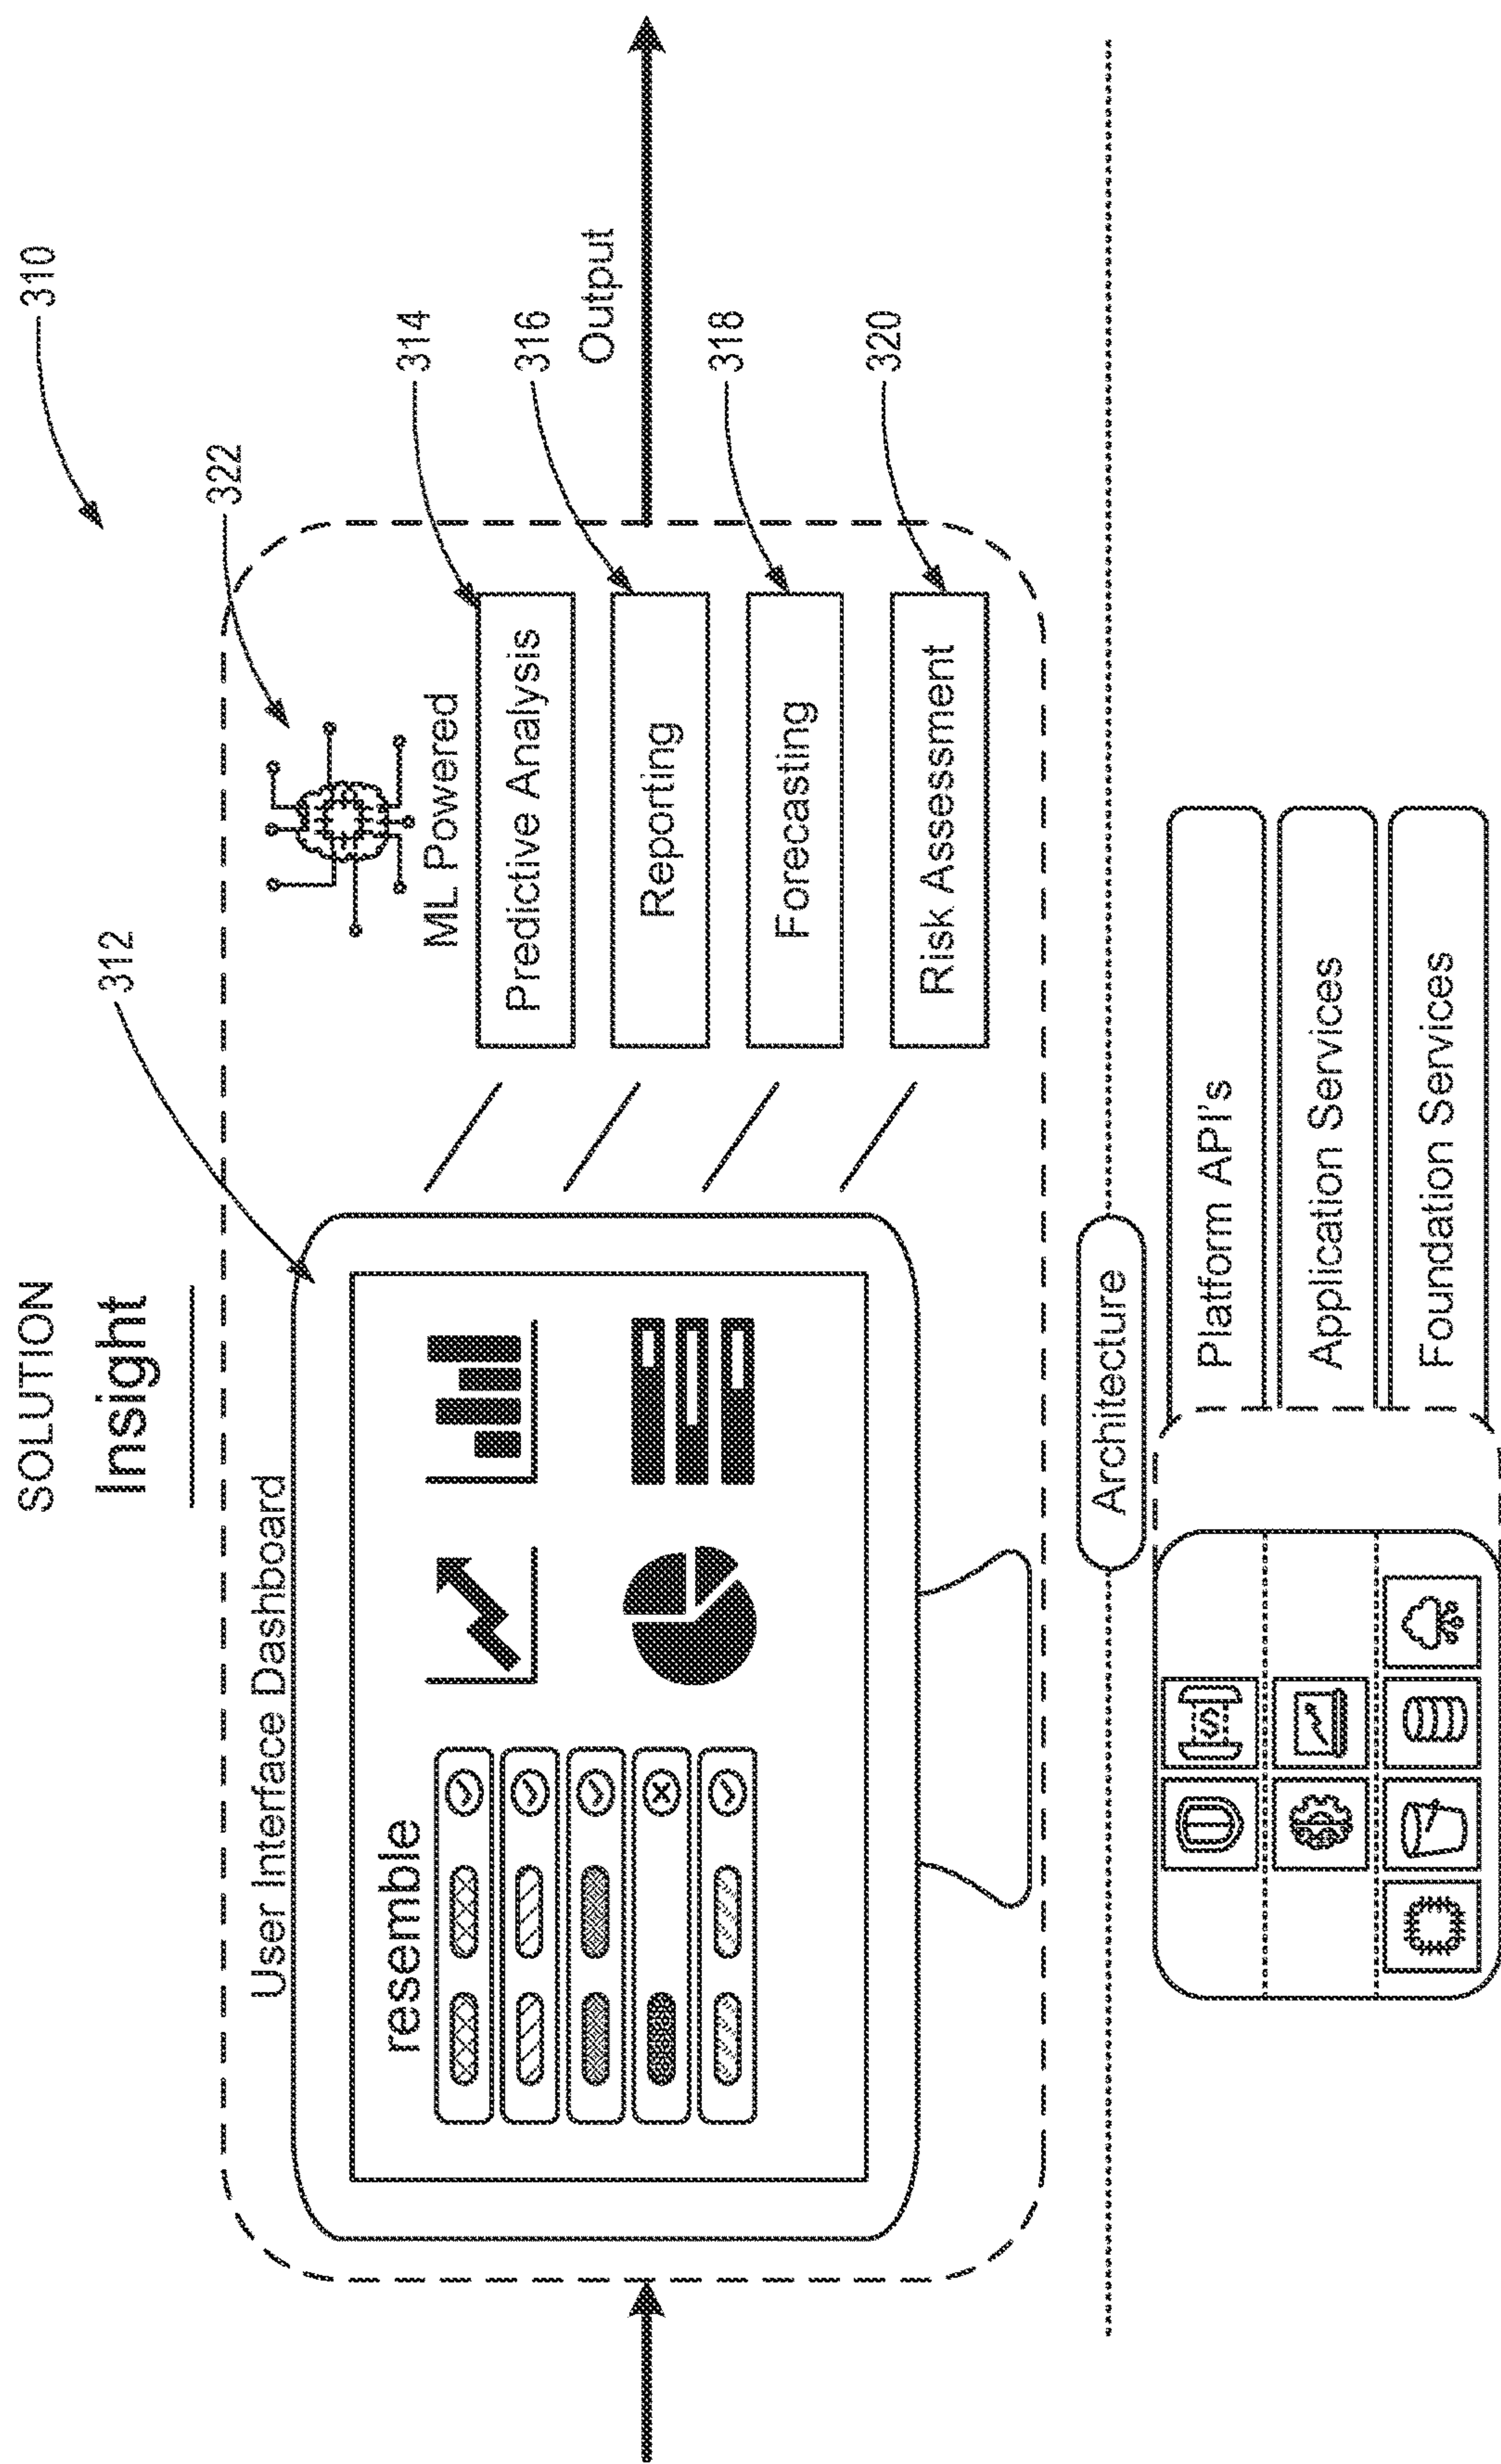 SOLUTION
Insight
310
312
322
User Interface Dashboard
resemble
ML Powered
314
Predictive Analysis
316
Reporting
Output
318
Forecasting
320
Risk Assessment
Architecture
Platform API's
Application Services
Foundation Services